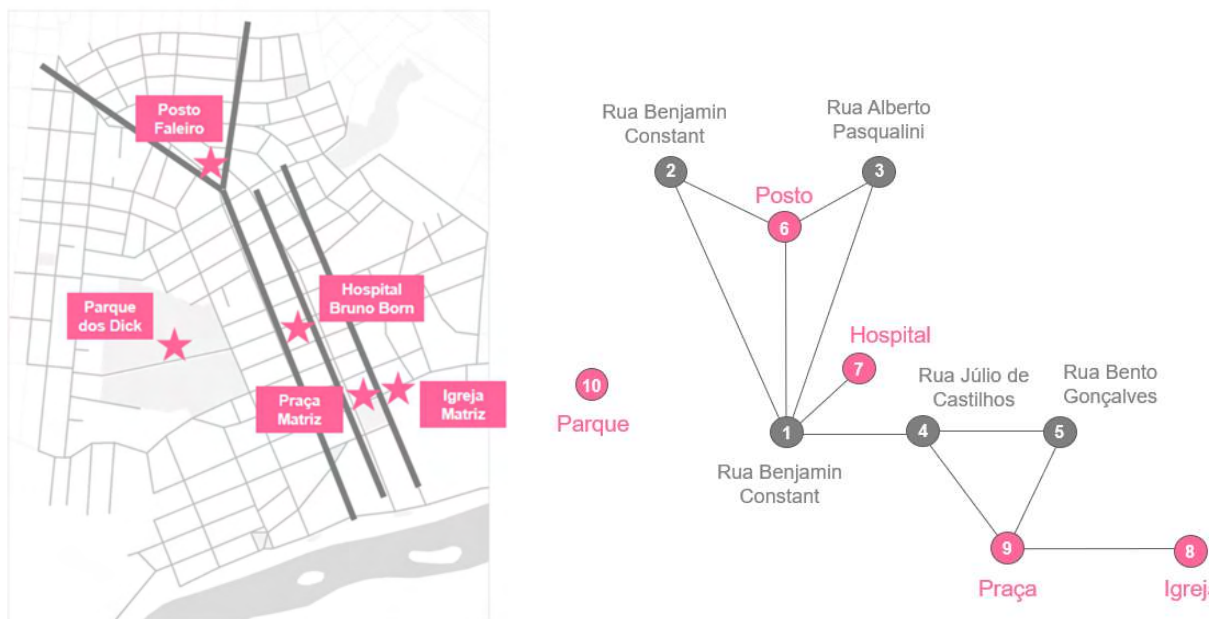 Posto
Faleiro
Parque
dos Dick
Hospital
Bruno Born
Praça
Matriz
Igreja
Matriz
Rua Benjamin
Constant
2
Rua Alberto
Pasqualini
3
Posto
6
Hospital
7
10
Parque
1
Rua Benjamin
Constant
Rua Júlio de
Castilhos
4
Rua Bento
Gonçalves
5
9
Praça
8
Igrej